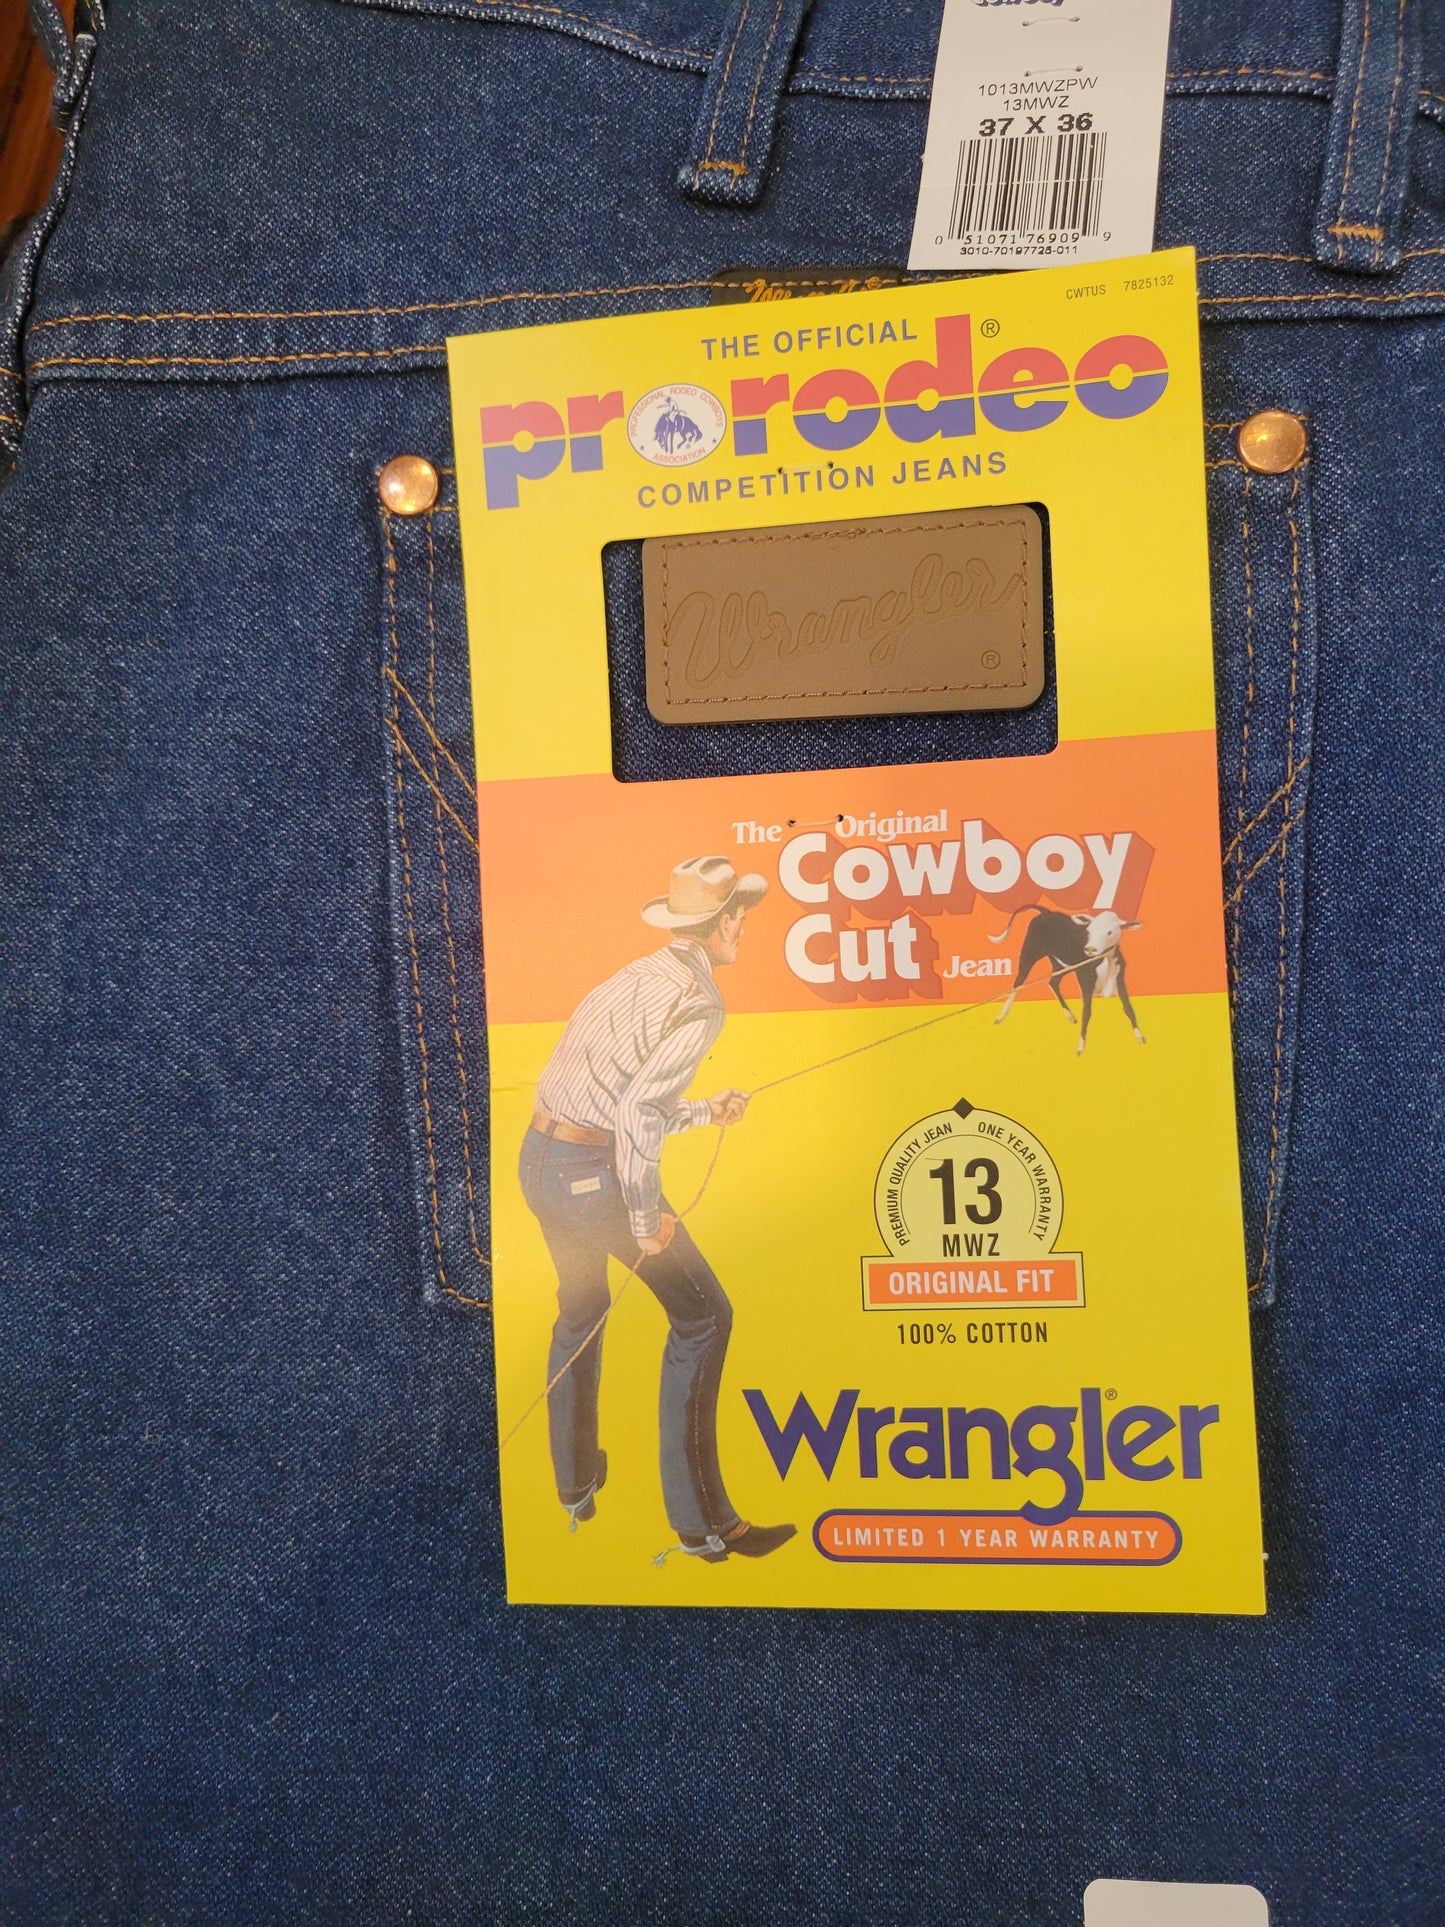 Cowboy
1013MWZPW
13MWZ
37 X 36
0 51071 76909 9
3010-70197725-011
CWTUS 7825132
THE OFFICIAL
prorodeo®
PROFESSIONAL RODEO COWBOYS
ASSOCIATION
COMPETITION JEANS
Wrangler
®
The Original
Cowboy
Cut Jean
PREMIUM QUALITY JEAN ONE YEAR WARRANTY
13
MWZ
ORIGINAL FIT
100% COTTON
Wrangler®
LIMITED 1 YEAR WARRANTY